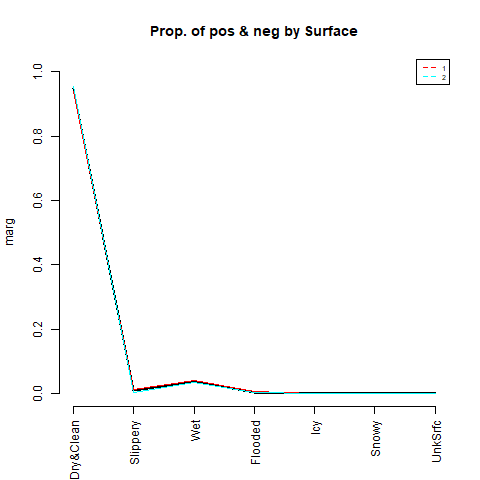 Prop. of pos & neg by Surface
1
2
marg
1.0
0.8
0.6
0.4
0.2
0.0
Dry&Clean
Slippery
Wet
Flooded
Icy
Snowy
UnkSrfc